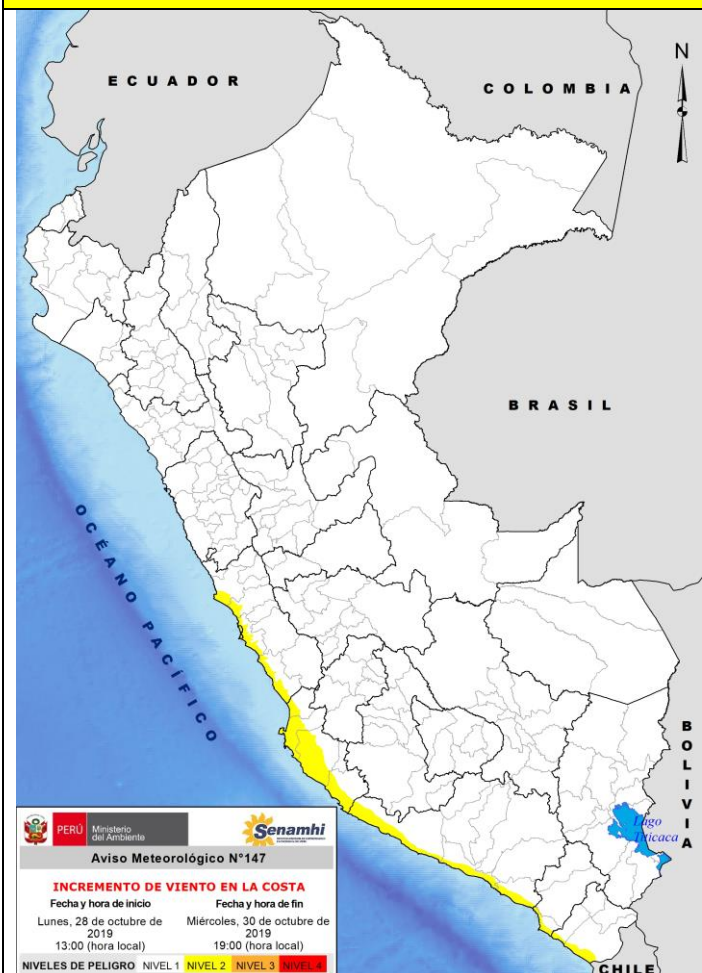 ECUADOR
COLOMBIA
N
BRASIL
OCÉANO PACÍFICO
BOLIVIA
Lago
Titicaca
CHILE
PERÚ
Ministerio
del Ambiente
Senamhi
Aviso Meteorológico N°147
INCREMENTO DE VIENTO EN LA COSTA
Fecha y hora de inicio
Lunes, 28 de octubre de
2019
13:00 (hora local)
Fecha y hora de fin
Miércoles, 30 de octubre de
2019
19:00 (hora local)
NIVELES DE PELIGRO NIVEL 1 NIVEL 2 NIVEL 3 NIVEL 4